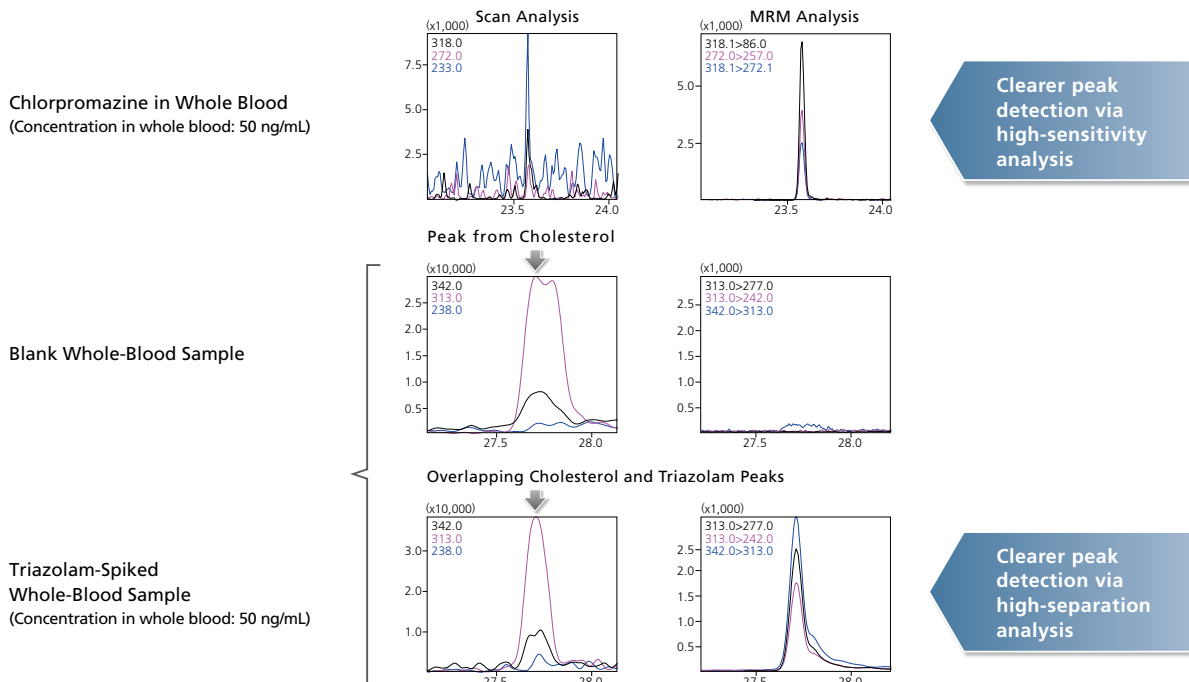 Scan Analysis
MRM Analysis
Chlorpromazine in Whole Blood
(Concentration in whole blood: 50 ng/mL)
(x1,000)
318.0
272.0
233.0
7.5
5.0
2.5
23.5
24.0
(x1,000)
318.1>86.0
272.0>257.0
318.1>272.1
5.0
2.5
23.5
24.0
Clearer peak
detection via
high-sensitivity
analysis
Peak from Cholesterol
Blank Whole-Blood Sample
(x10,000)
342.0
313.0
238.0
2.5
2.0
1.5
1.0
0.5
27.5
28.0
(x1,000)
313.0>277.0
313.0>242.0
342.0>313.0
2.5
2.0
1.5
1.0
0.5
27.5
28.0
Overlapping Cholesterol and Triazolam Peaks
Triazolam-Spiked
Whole-Blood Sample
(Concentration in whole blood: 50 ng/mL)
(x10,000)
342.0
313.0
238.0
3.0
2.0
1.0
27.5
28.0
(x1,000)
313.0>277.0
313.0>242.0
342.0>313.0
2.5
2.0
1.5
1.0
0.5
27.5
28.0
Clearer peak
detection via
high-separation
analysis